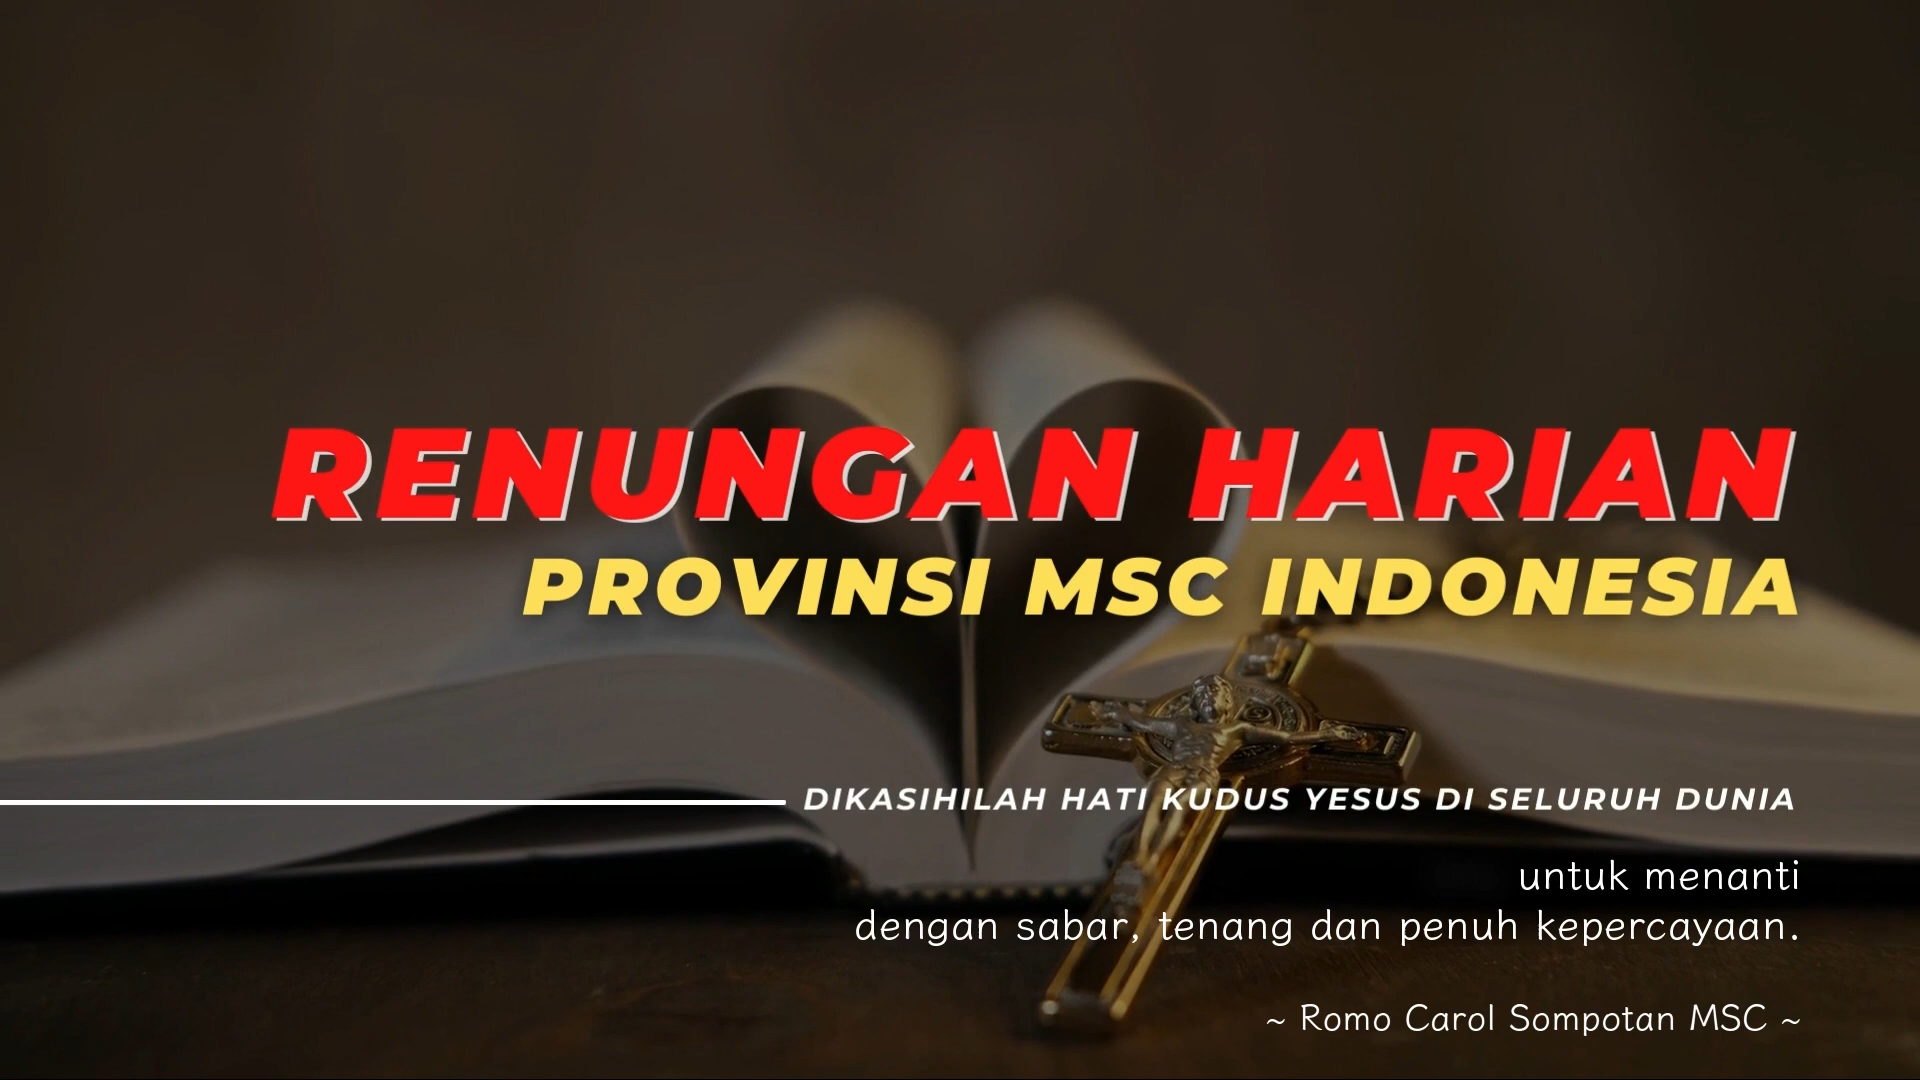 RENUNGAN HARIAN
PROVINSI MSC INDONESIA
DIKASIHILAH HATI KUDUS YESUS DI SELURUH DUNIA
untuk menanti
dengan sabar, tenang dan penuh kepercayaan.
~ Romo Carol Sompotan MSC ~